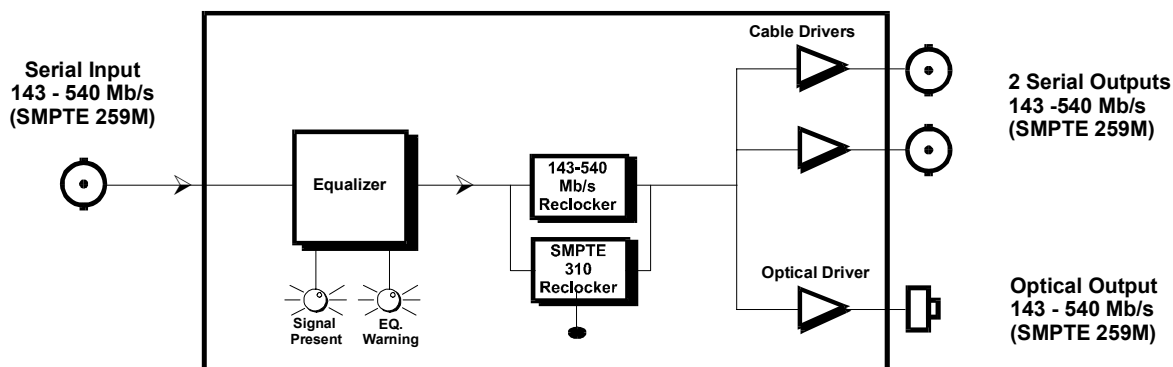 Cable Drivers
Serial Input
143 - 540 Mb/s
(SMPTE 259M)
2 Serial Outputs
143 -540 Mb/s
(SMPTE 259M)
Equalizer
143-540
Mb/s
Reclocker
SMPTE
310
Reclocker
Signal
Present
EQ.
Warning
Optical Driver
Optical Output
143 - 540 Mb/s
(SMPTE 259M)